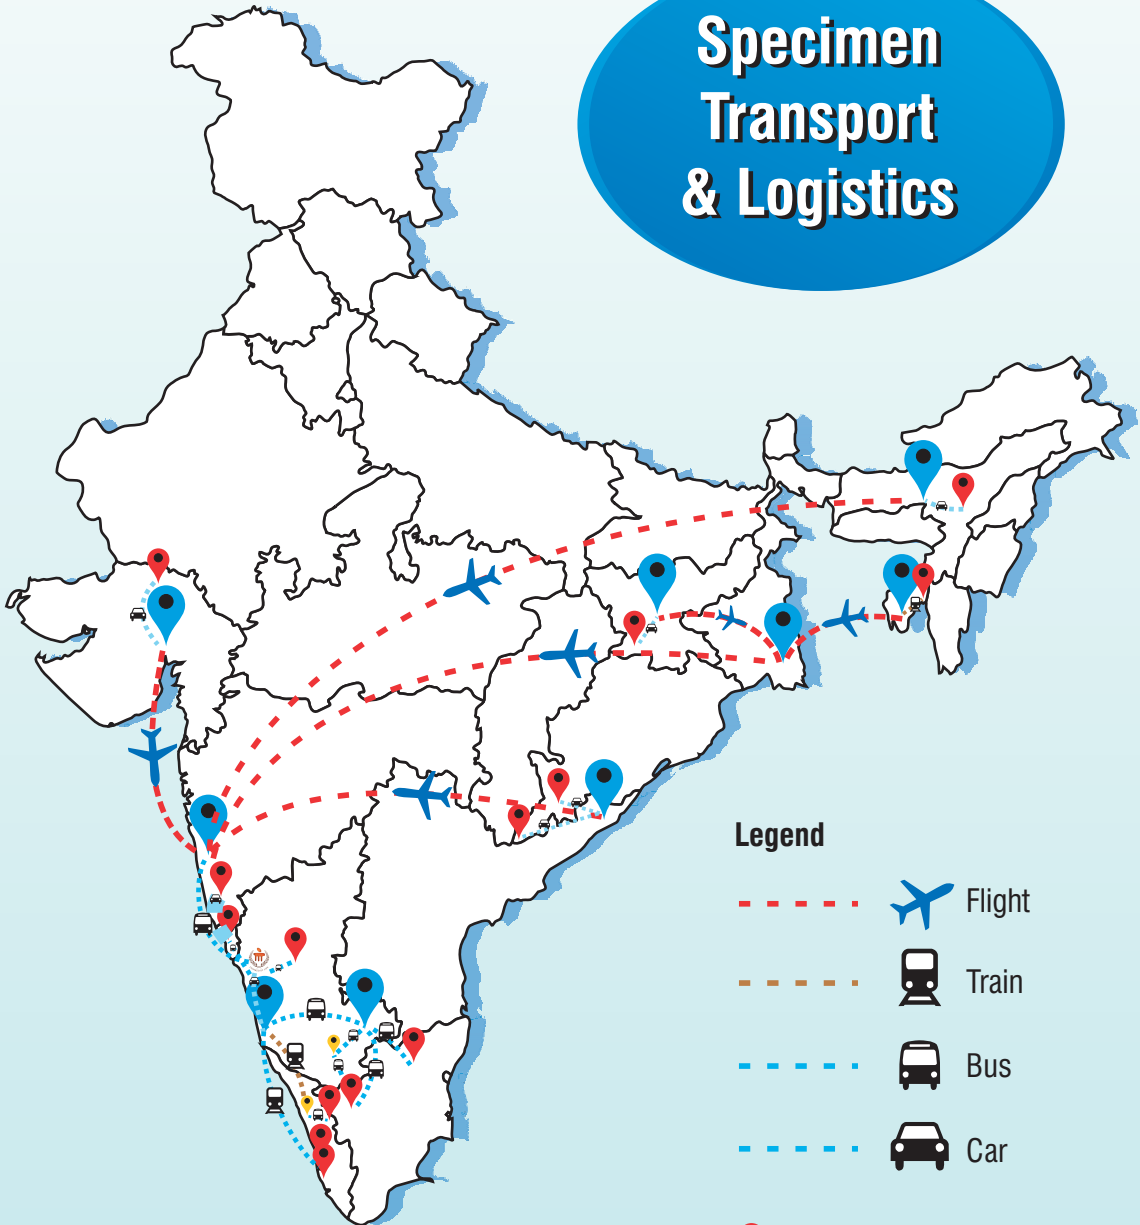 Specimen
Transport
& Logistics
Legend
Flight
Train
Bus
Car